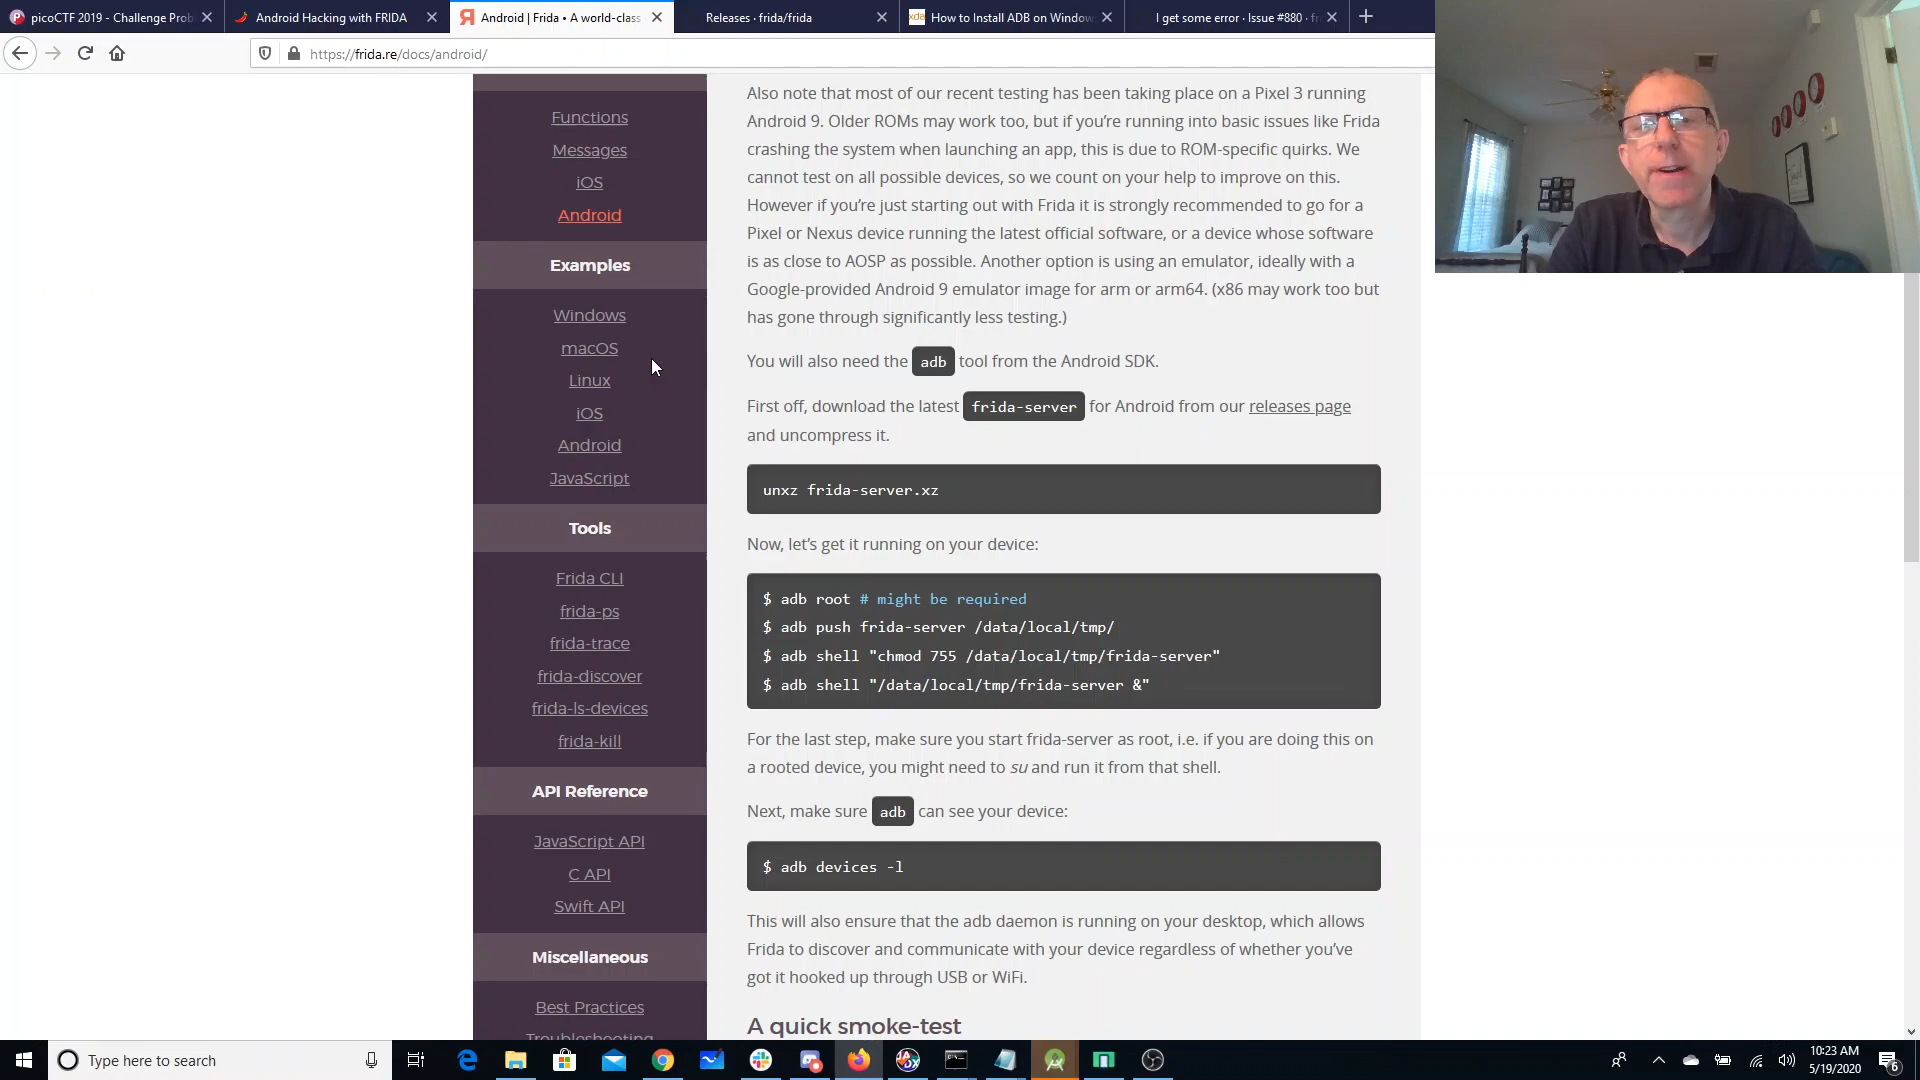 picoCTF 2019 - Challenge Prob
Android Hacking with FRIDA
Android | Frida • A world-class
Releases · frida/frida
How to Install ADB on Window
I get some error · Issue #880 · fr
https://frida.re/docs/android/
Functions
Messages
iOS
Android
Examples
Windows
macOS
Linux
iOS
Android
JavaScript
Tools
Frida CLI
frida-ps
frida-trace
frida-discover
frida-ls-devices
frida-kill
API Reference
JavaScript API
C API
Swift API
Miscellaneous
Best Practices
Troubleshooting
Also note that most of our recent testing has been taking place on a Pixel 3 running
Android 9. Older ROMs may work too, but if you’re running into basic issues like Frida
crashing the system when launching an app, this is due to ROM-specific quirks. We
cannot test on all possible devices, so we count on your help to improve on this.
However if you’re just starting out with Frida it is strongly recommended to go for a
Pixel or Nexus device running the latest official software, or a device whose software
is as close to AOSP as possible. Another option is using an emulator, ideally with a
Google-provided Android 9 emulator image for arm or arm64. (x86 may work too but
has gone through significantly less testing.)
You will also need the adb tool from the Android SDK.
First off, download the latest frida-server for Android from our releases page
and uncompress it.
unxz frida-server.xz
Now, let’s get it running on your device:
$ adb root # might be required
$ adb push frida-server /data/local/tmp/
$ adb shell "chmod 755 /data/local/tmp/frida-server"
$ adb shell "/data/local/tmp/frida-server &"
For the last step, make sure you start frida-server as root, i.e. if you are doing this on
a rooted device, you might need to su and run it from that shell.
Next, make sure adb can see your device:
$ adb devices -l
This will also ensure that the adb daemon is running on your desktop, which allows
Frida to discover and communicate with your device regardless of whether you’ve
got it hooked up through USB or WiFi.
A quick smoke-test
Type here to search
10:23 AM
5/19/2020
6